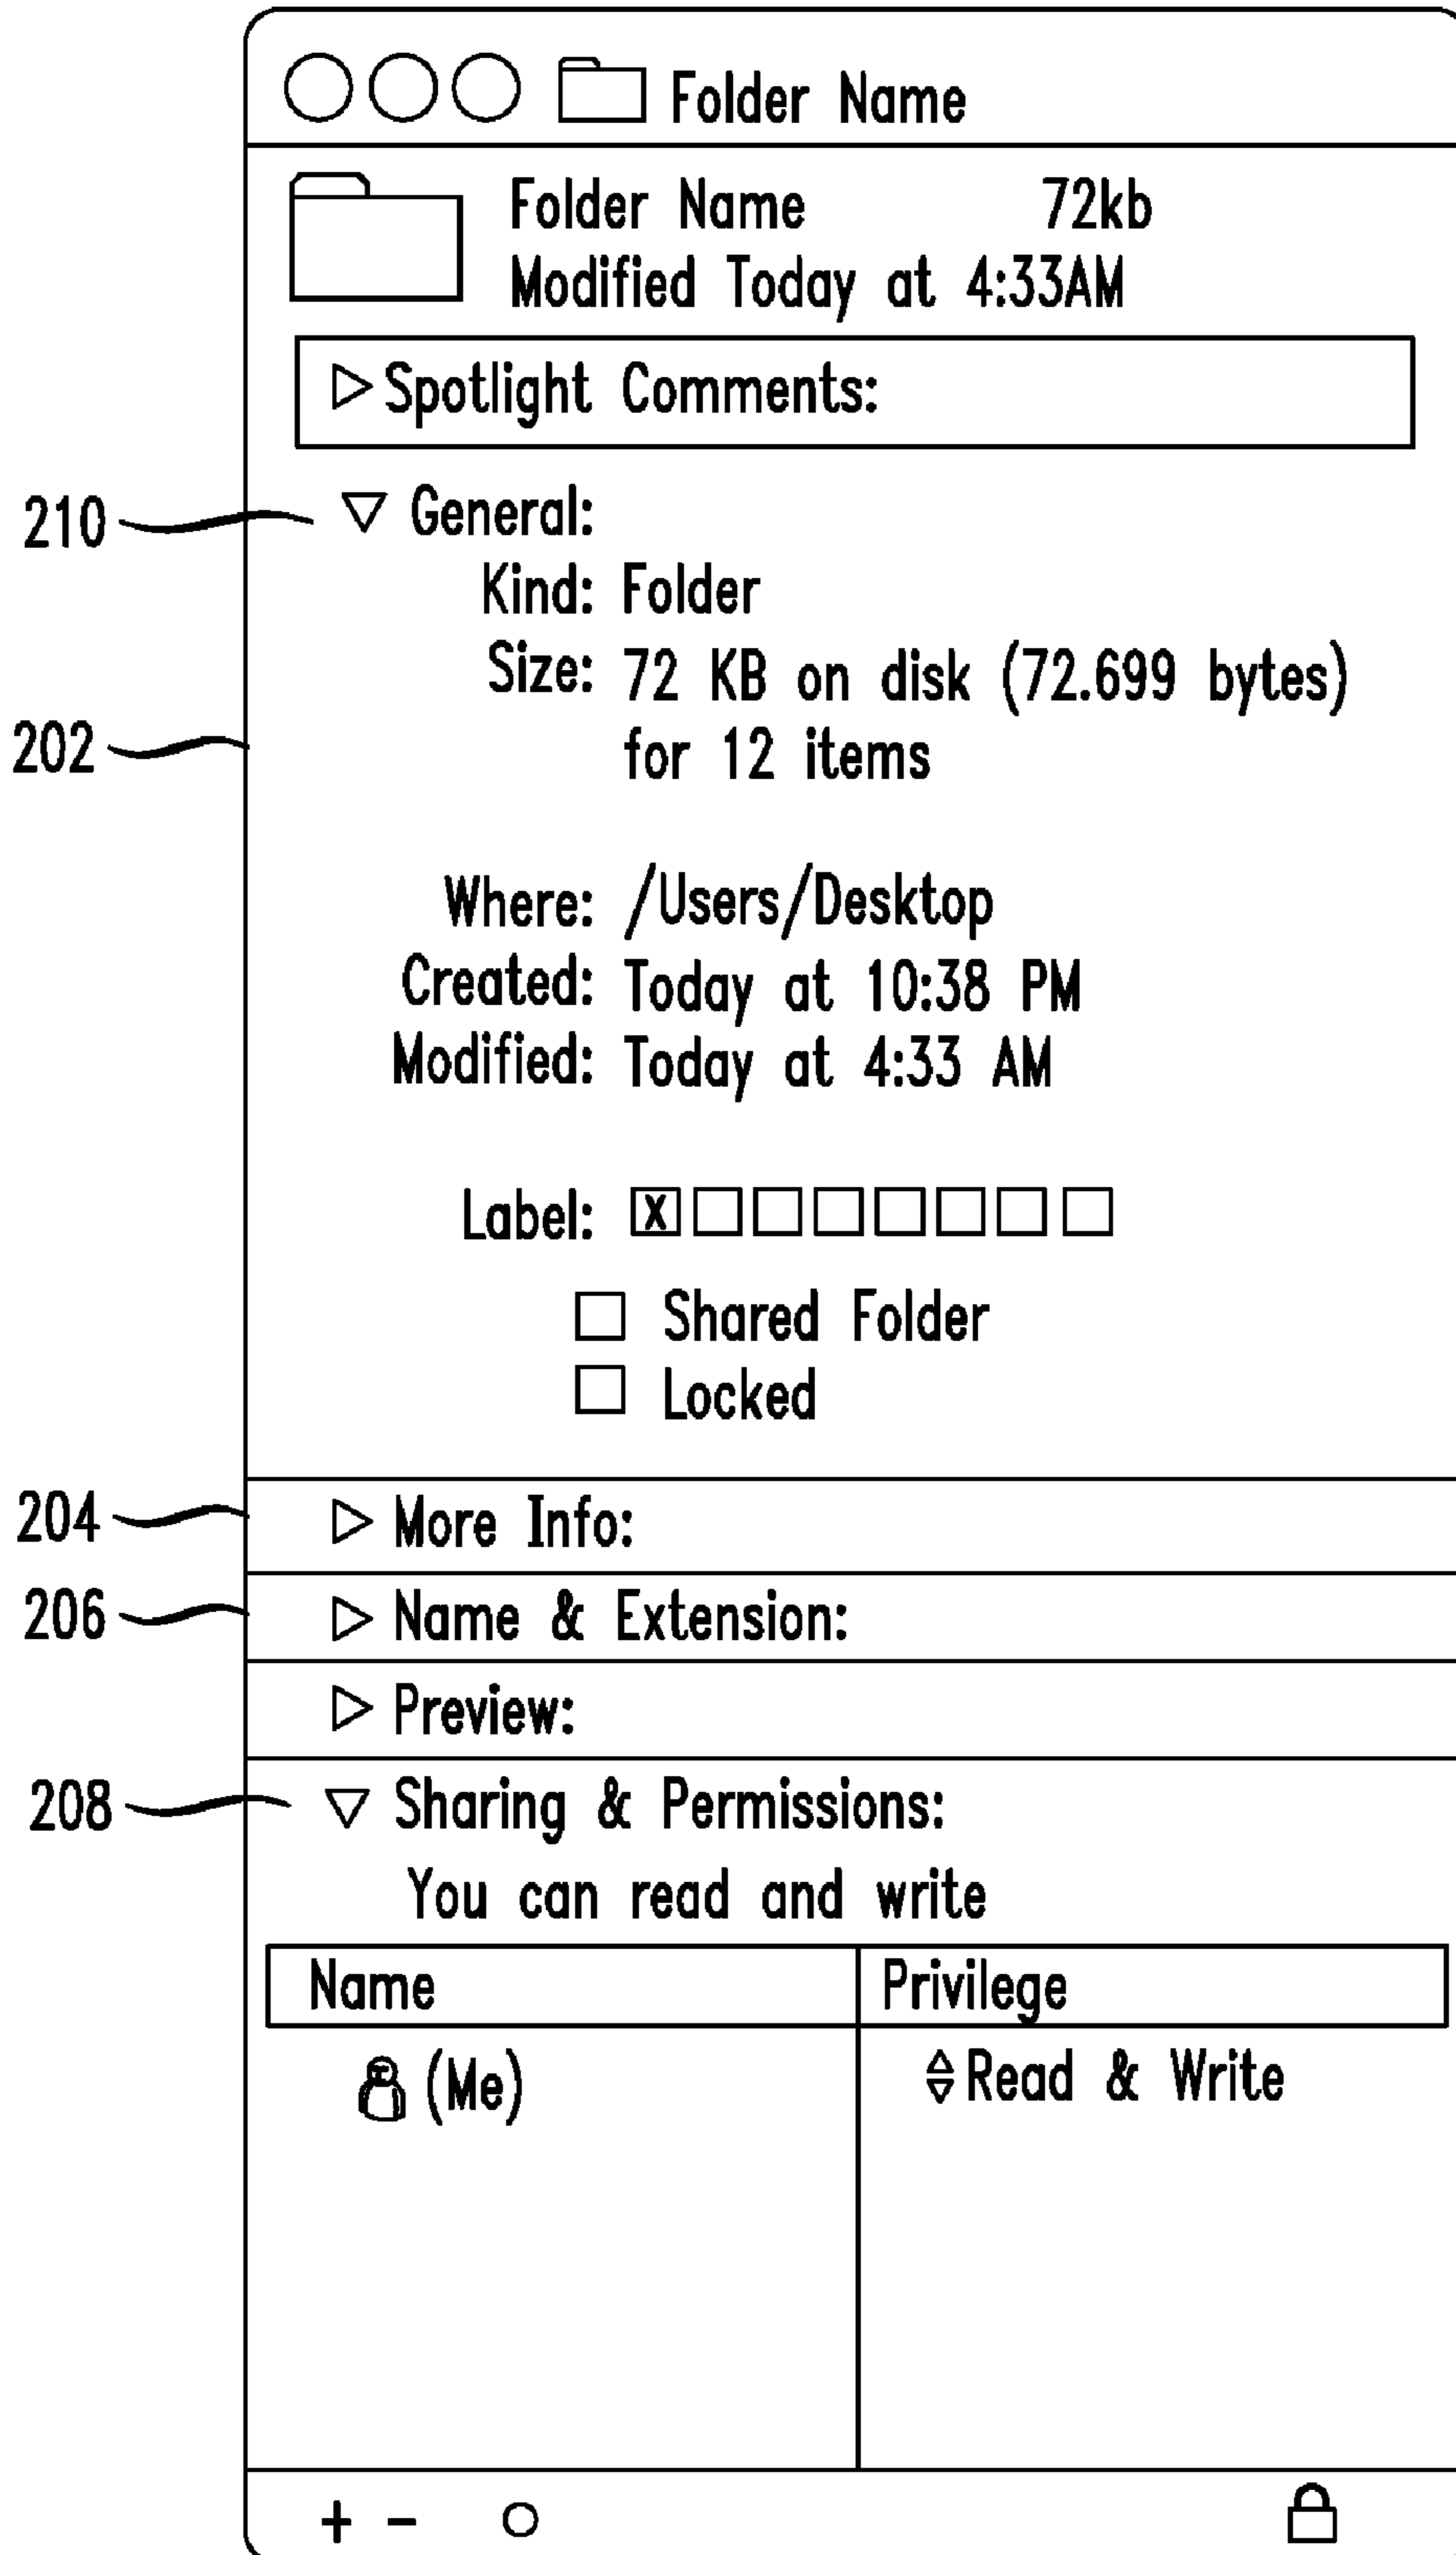 Folder Name
Folder Name 72kb
Modified Today at 4:33AM
Spotlight Comments:
210 General:
Kind: Folder
Size: 72 KB on disk (72.699 bytes)
202 for 12 items
Where: /Users/Desktop
Created: Today at 10:38 PM
Modified: Today at 4:33 AM
Label: X
Shared Folder
Locked
204 More Info:
206 Name & Extension:
Preview:
208 Sharing & Permissions:
You can read and write
Name Privilege
(Me) Read & Write
+ -